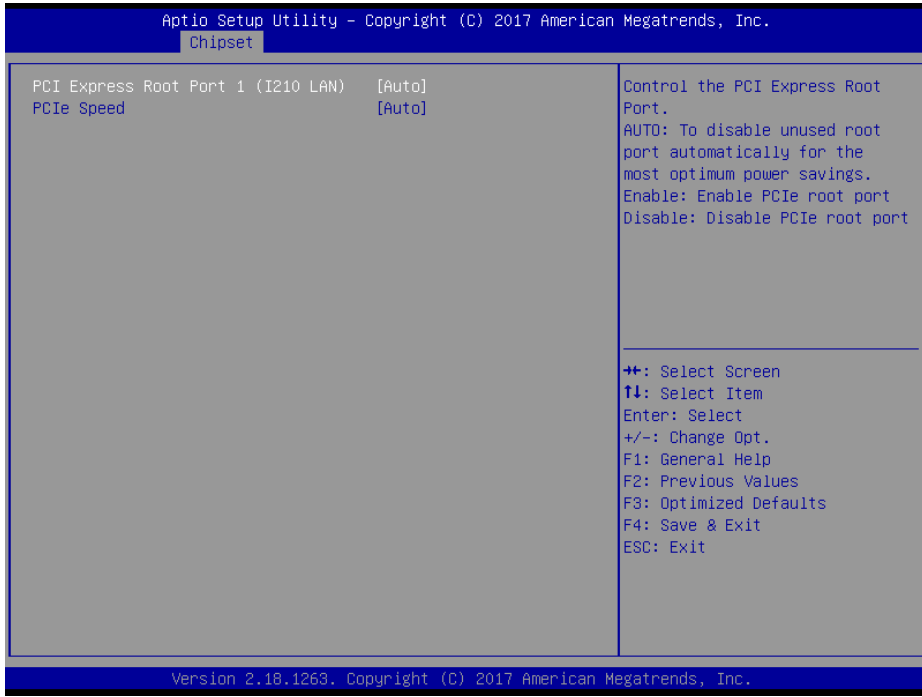 Aptio Setup Utility – Copyright (C) 2017 American Megatrends, Inc.
Chipset
PCI Express Root Port 1 (I210 LAN) [Auto]
PCIe Speed [Auto]
Control the PCI Express Root
Port.
AUTO: To disable unused root
port automatically for the
most optimum power savings.
Enable: Enable PCIe root port
Disable: Disable PCIe root port
→←: Select Screen
↑↓: Select Item
Enter: Select
+/-: Change Opt.
F1: General Help
F2: Previous Values
F3: Optimized Defaults
F4: Save & Exit
ESC: Exit
Version 2.18.1263. Copyright (C) 2017 American Megatrends, Inc.